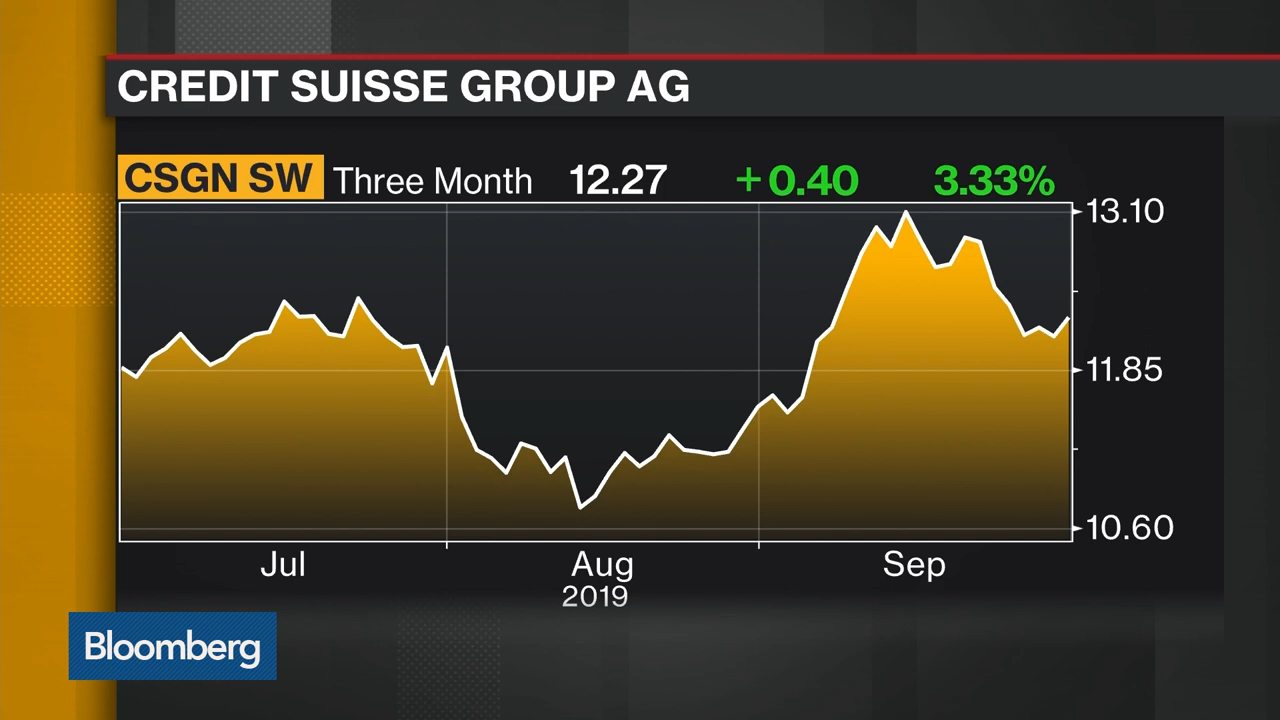 CREDIT SUISSE GROUP AG
CSGN SW Three Month 12.27 +0.40 3.33%
13.10
11.85
10.60
Jul Aug Sep
2019
Bloomberg